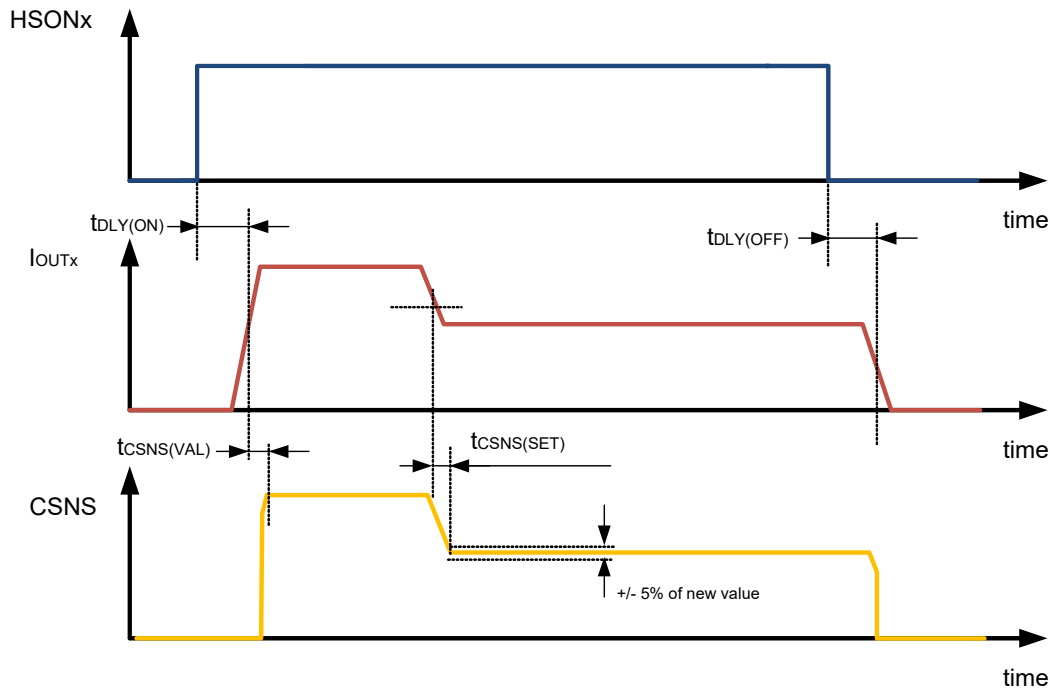 HSONx
time
tDLY(ON)
tDLY(OFF)
IOUTx
time
tCSNS(VAL)
tCSNS(SET)
CSNS
+/- 5% of new value
time